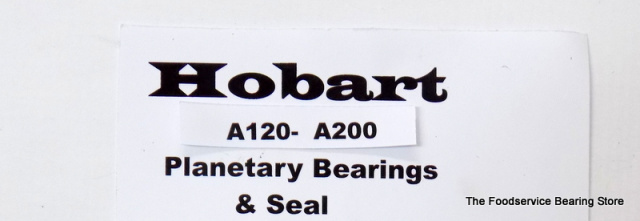 Hobart
A120- A200
Planetary Bearings
& Seal
The Foodservice Bearing Store